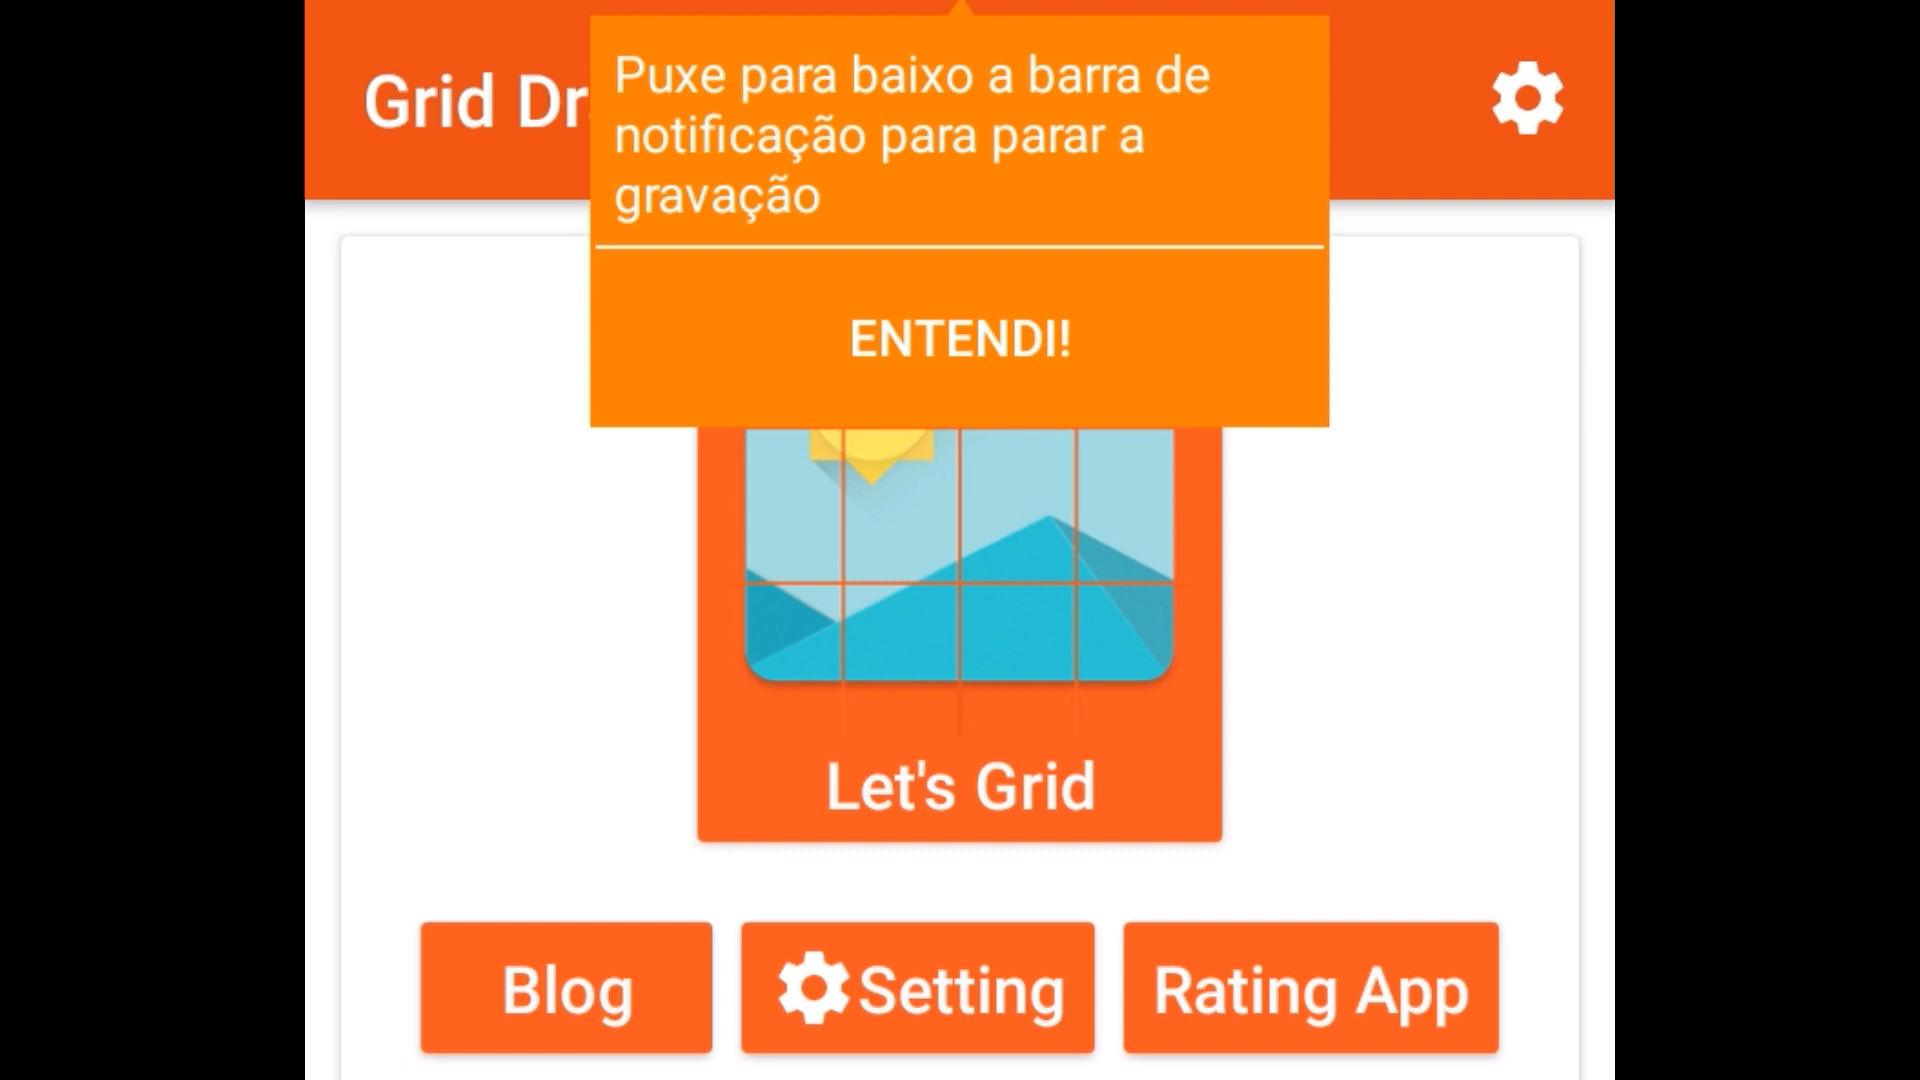 Grid Dr
Puxe para baixo a barra de
notificação para parar a
gravação
ENTENDI!
Let's Grid
Blog
Setting
Rating App